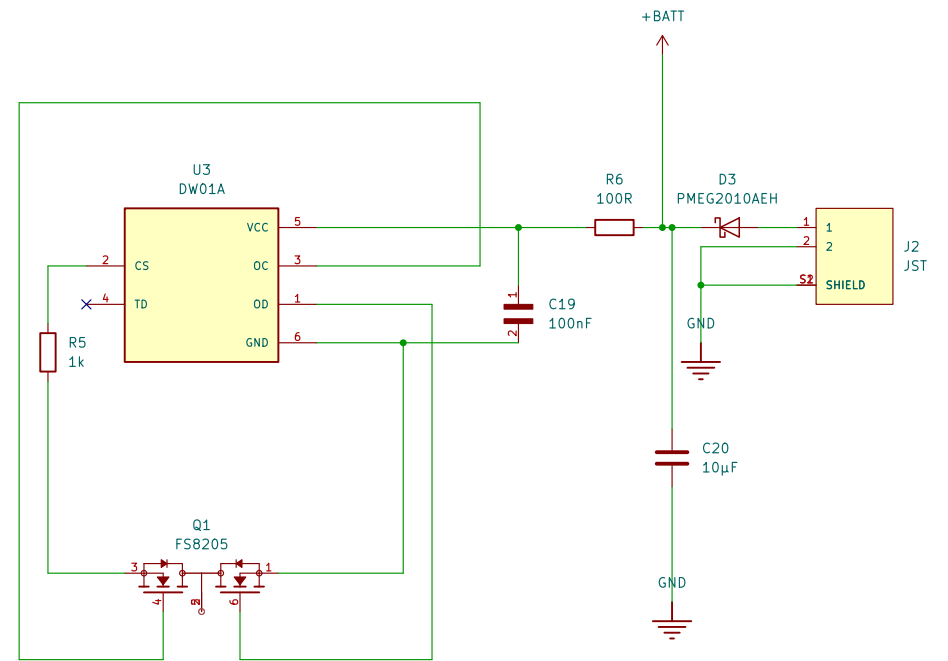 +BATT
U3
DW01A
VCC 5
OC 3
OD 1
GND 6
2 CS
4 TD
R5
1k
R6
100R
D3
PMEG2010AEH
1 1
2 2
SHIELD
J2
JST
GND
1
C19
100nF
2
C20
10µF
GND
Q1
FS8205
3
1
4
6